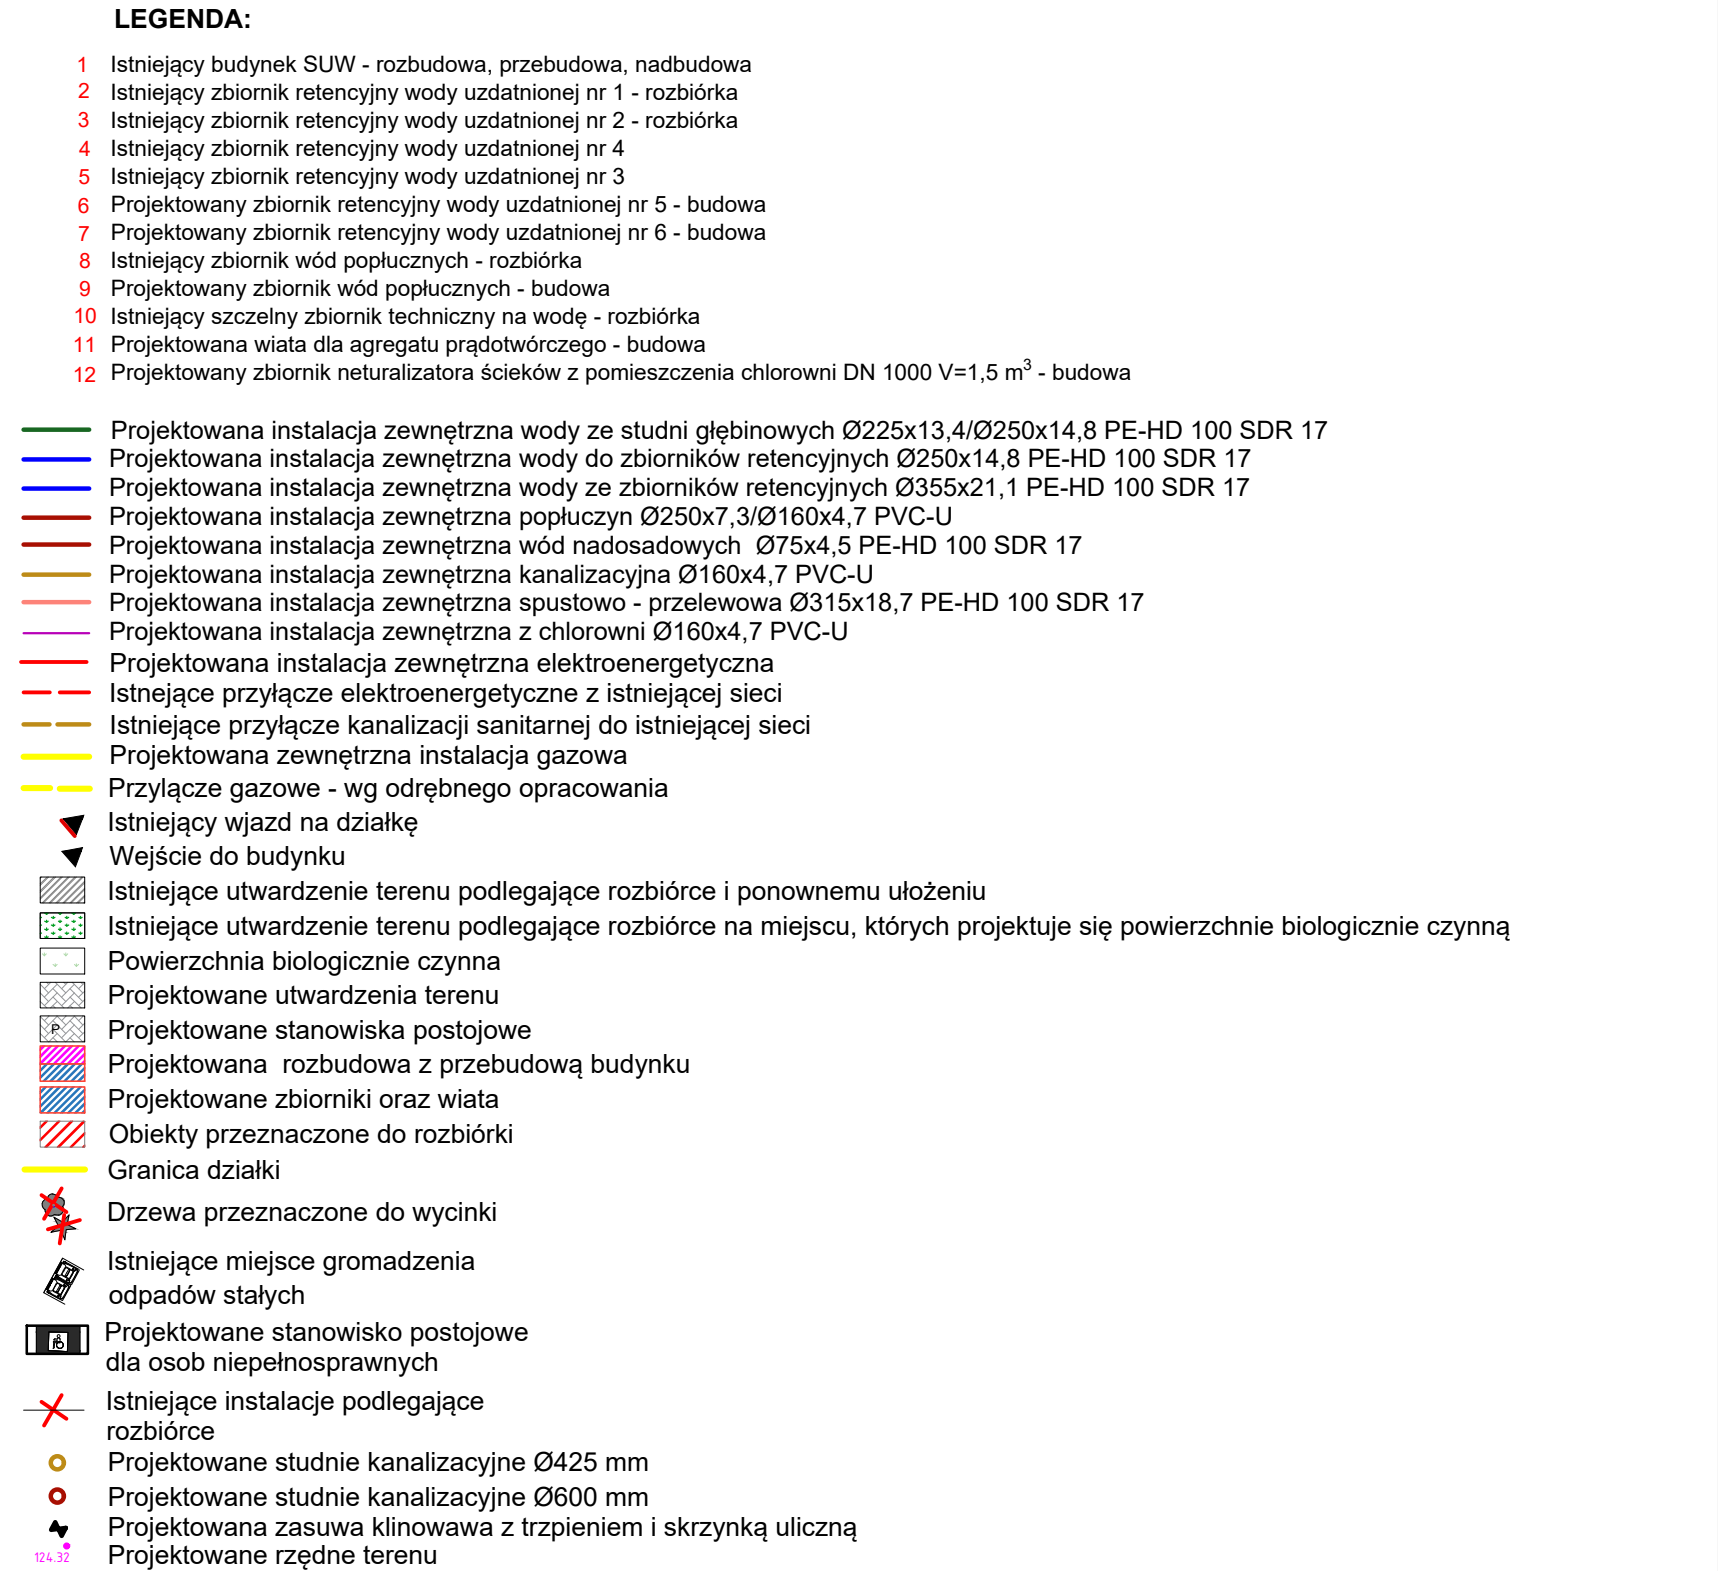 LEGENDA:
1 Istniejący budynek SUW - rozbudowa, przebudowa, nadbudowa
2 Istniejący zbiornik retencyjny wody uzdatnionej nr 1 - rozbiórka
3 Istniejący zbiornik retencyjny wody uzdatnionej nr 2 - rozbiórka
4 Istniejący zbiornik retencyjny wody uzdatnionej nr 4
5 Istniejący zbiornik retencyjny wody uzdatnionej nr 3
6 Projektowany zbiornik retencyjny wody uzdatnionej nr 5 - budowa
7 Projektowany zbiornik retencyjny wody uzdatnionej nr 6 - budowa
8 Istniejący zbiornik wód popłucznych - rozbiórka
9 Projektowany zbiornik wód popłucznych - budowa
10 Istniejący szczelny zbiornik techniczny na wodę - rozbiórka
11 Projektowana wiata dla agregatu prądotwórczego - budowa
12 Projektowany zbiornik neturalizatora ścieków z pomieszczenia chlorowni DN 1000 V=1,5 m³ - budowa
Projektowana instalacja zewnętrzna wody ze studni głębinowych Ø225x13,4/Ø250x14,8 PE-HD 100 SDR 17
Projektowana instalacja zewnętrzna wody do zbiorników retencyjnych Ø250x14,8 PE-HD 100 SDR 17
Projektowana instalacja zewnętrzna wody ze zbiorników retencyjnych Ø355x21,1 PE-HD 100 SDR 17
Projektowana instalacja zewnętrzna popłuczyn Ø250x7,3/Ø160x4,7 PVC-U
Projektowana instalacja zewnętrzna wód nadosadowych Ø75x4,5 PE-HD 100 SDR 17
Projektowana instalacja zewnętrzna kanalizacyjna Ø160x4,7 PVC-U
Projektowana instalacja zewnętrzna spustowo - przelewowa Ø315x18,7 PE-HD 100 SDR 17
Projektowana instalacja zewnętrzna z chlorowni Ø160x4,7 PVC-U
Projektowana instalacja zewnętrzna elektroenergetyczna
Istnejące przyłącze elektroenergetyczne z istniejącej sieci
Istniejące przyłącze kanalizacji sanitarnej do istniejącej sieci
Projektowana zewnętrzna instalacja gazowa
Przylącze gazowe - wg odrębnego opracowania
Istniejący wjazd na działkę
Wejście do budynku
Istniejące utwardzenie terenu podlegające rozbiórce i ponownemu ułożeniu
Istniejące utwardzenie terenu podlegające rozbiórce na miejscu, których projektuje się powierzchnie biologicznie czynną
Powierzchnia biologicznie czynna
Projektowane utwardzenia terenu
P Projektowane stanowiska postojowe
Projektowana rozbudowa z przebudową budynku
Projektowane zbiorniki oraz wiata
Obiekty przeznaczone do rozbiórki
Granica działki
Drzewa przeznaczone do wycinki
Istniejące miejsce gromadzenia
odpadów stałych
Projektowane stanowisko postojowe
dla osob niepełnosprawnych
Istniejące instalacje podlegające
rozbiórce
Projektowane studnie kanalizacyjne Ø425 mm
Projektowane studnie kanalizacyjne Ø600 mm
Projektowana zasuwa klinowawa z trzpieniem i skrzynką uliczną
124.32 Projektowane rzędne terenu